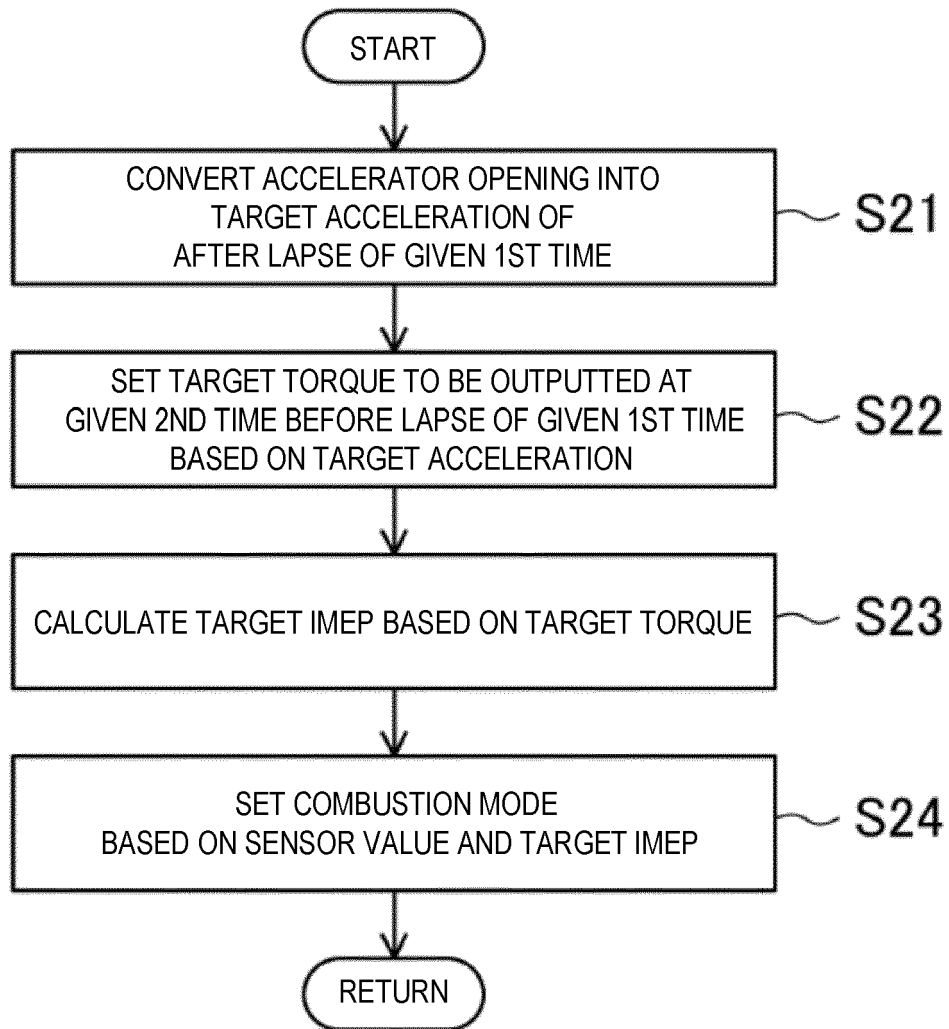 START
CONVERT ACCELERATOR OPENING INTO
TARGET ACCELERATION OF
AFTER LAPSE OF GIVEN 1ST TIME
S21
SET TARGET TORQUE TO BE OUTPUTTED AT
GIVEN 2ND TIME BEFORE LAPSE OF GIVEN 1ST TIME
BASED ON TARGET ACCELERATION
S22
CALCULATE TARGET IMEP BASED ON TARGET TORQUE
S23
SET COMBUSTION MODE
BASED ON SENSOR VALUE AND TARGET IMEP
S24
RETURN